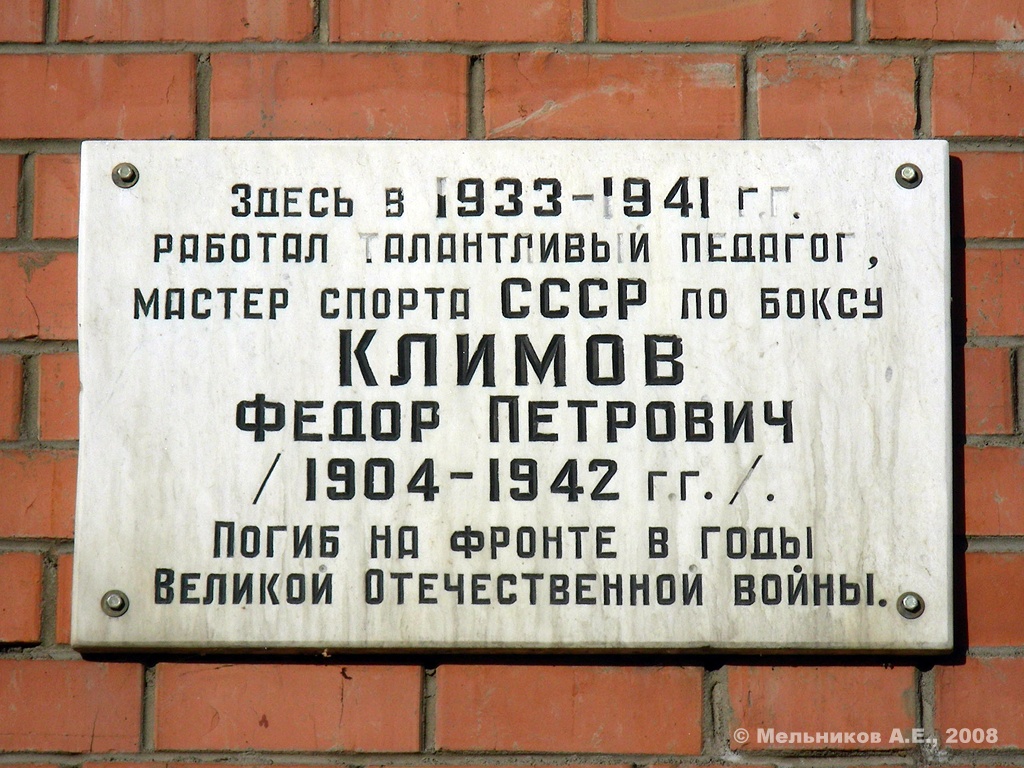 Здесь в 1933-1941 г.г.
работал талантливый педагог,
мастер спорта СССР по боксу
Климов
Федор Петрович
/1904-1942 гг./.
Погиб на фронте в годы
Великой Отечественной войны.
© Мельников А.Е., 2008